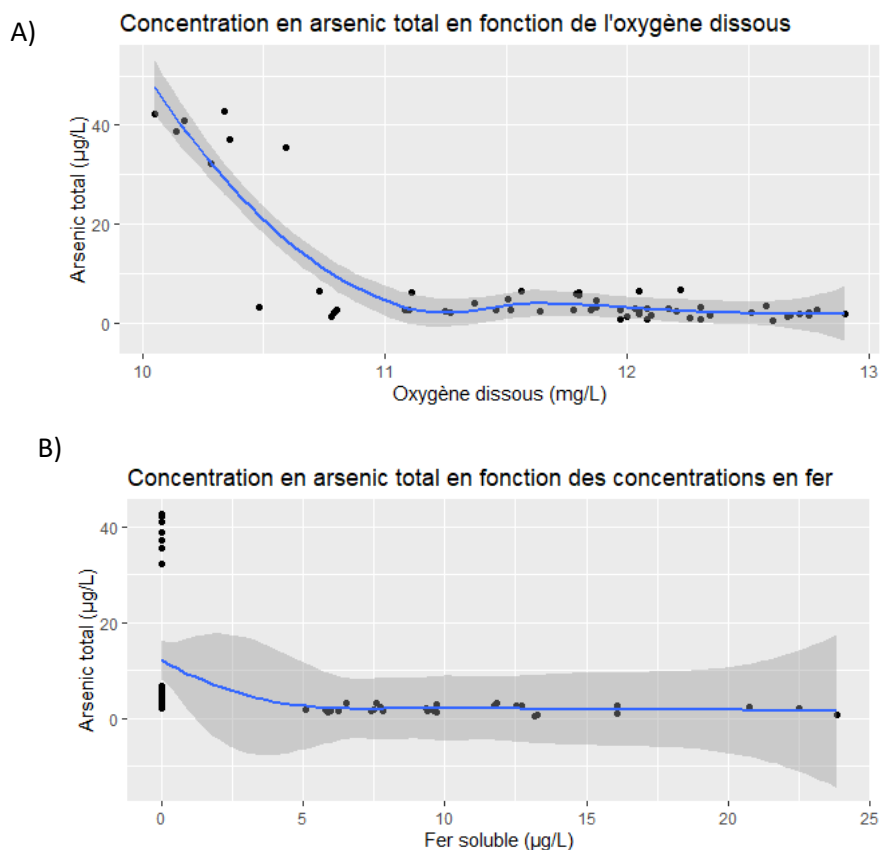 A)
Concentration en arsenic total en fonction de l'oxygène dissous
Arsenic total (µg/L)
40
20
0
10 11 12 13
Oxygène dissous (mg/L)
B)
Concentration en arsenic total en fonction des concentrations en fer
Arsenic total (µg/L)
40
20
0
0 5 10 15 20 25
Fer soluble (µg/L)